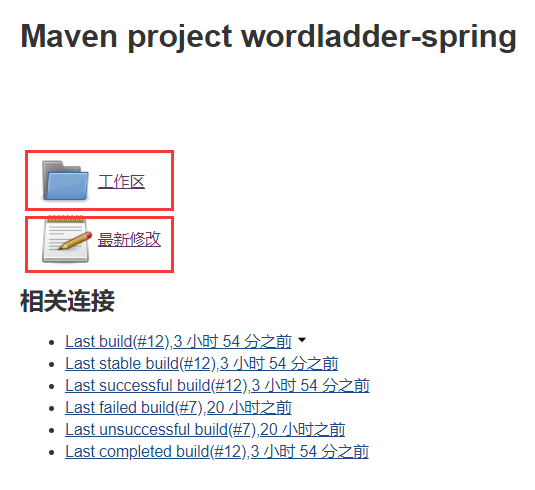 Maven project wordladder-spring
工作区
最新修改
相关连接
Last build(#12),3 小时 54 分之前
Last stable build(#12),3 小时 54 分之前
Last successful build(#12),3 小时 54 分之前
Last failed build(#7),20 小时之前
Last unsuccessful build(#7),20 小时之前
Last completed build(#12),3 小时 54 分之前